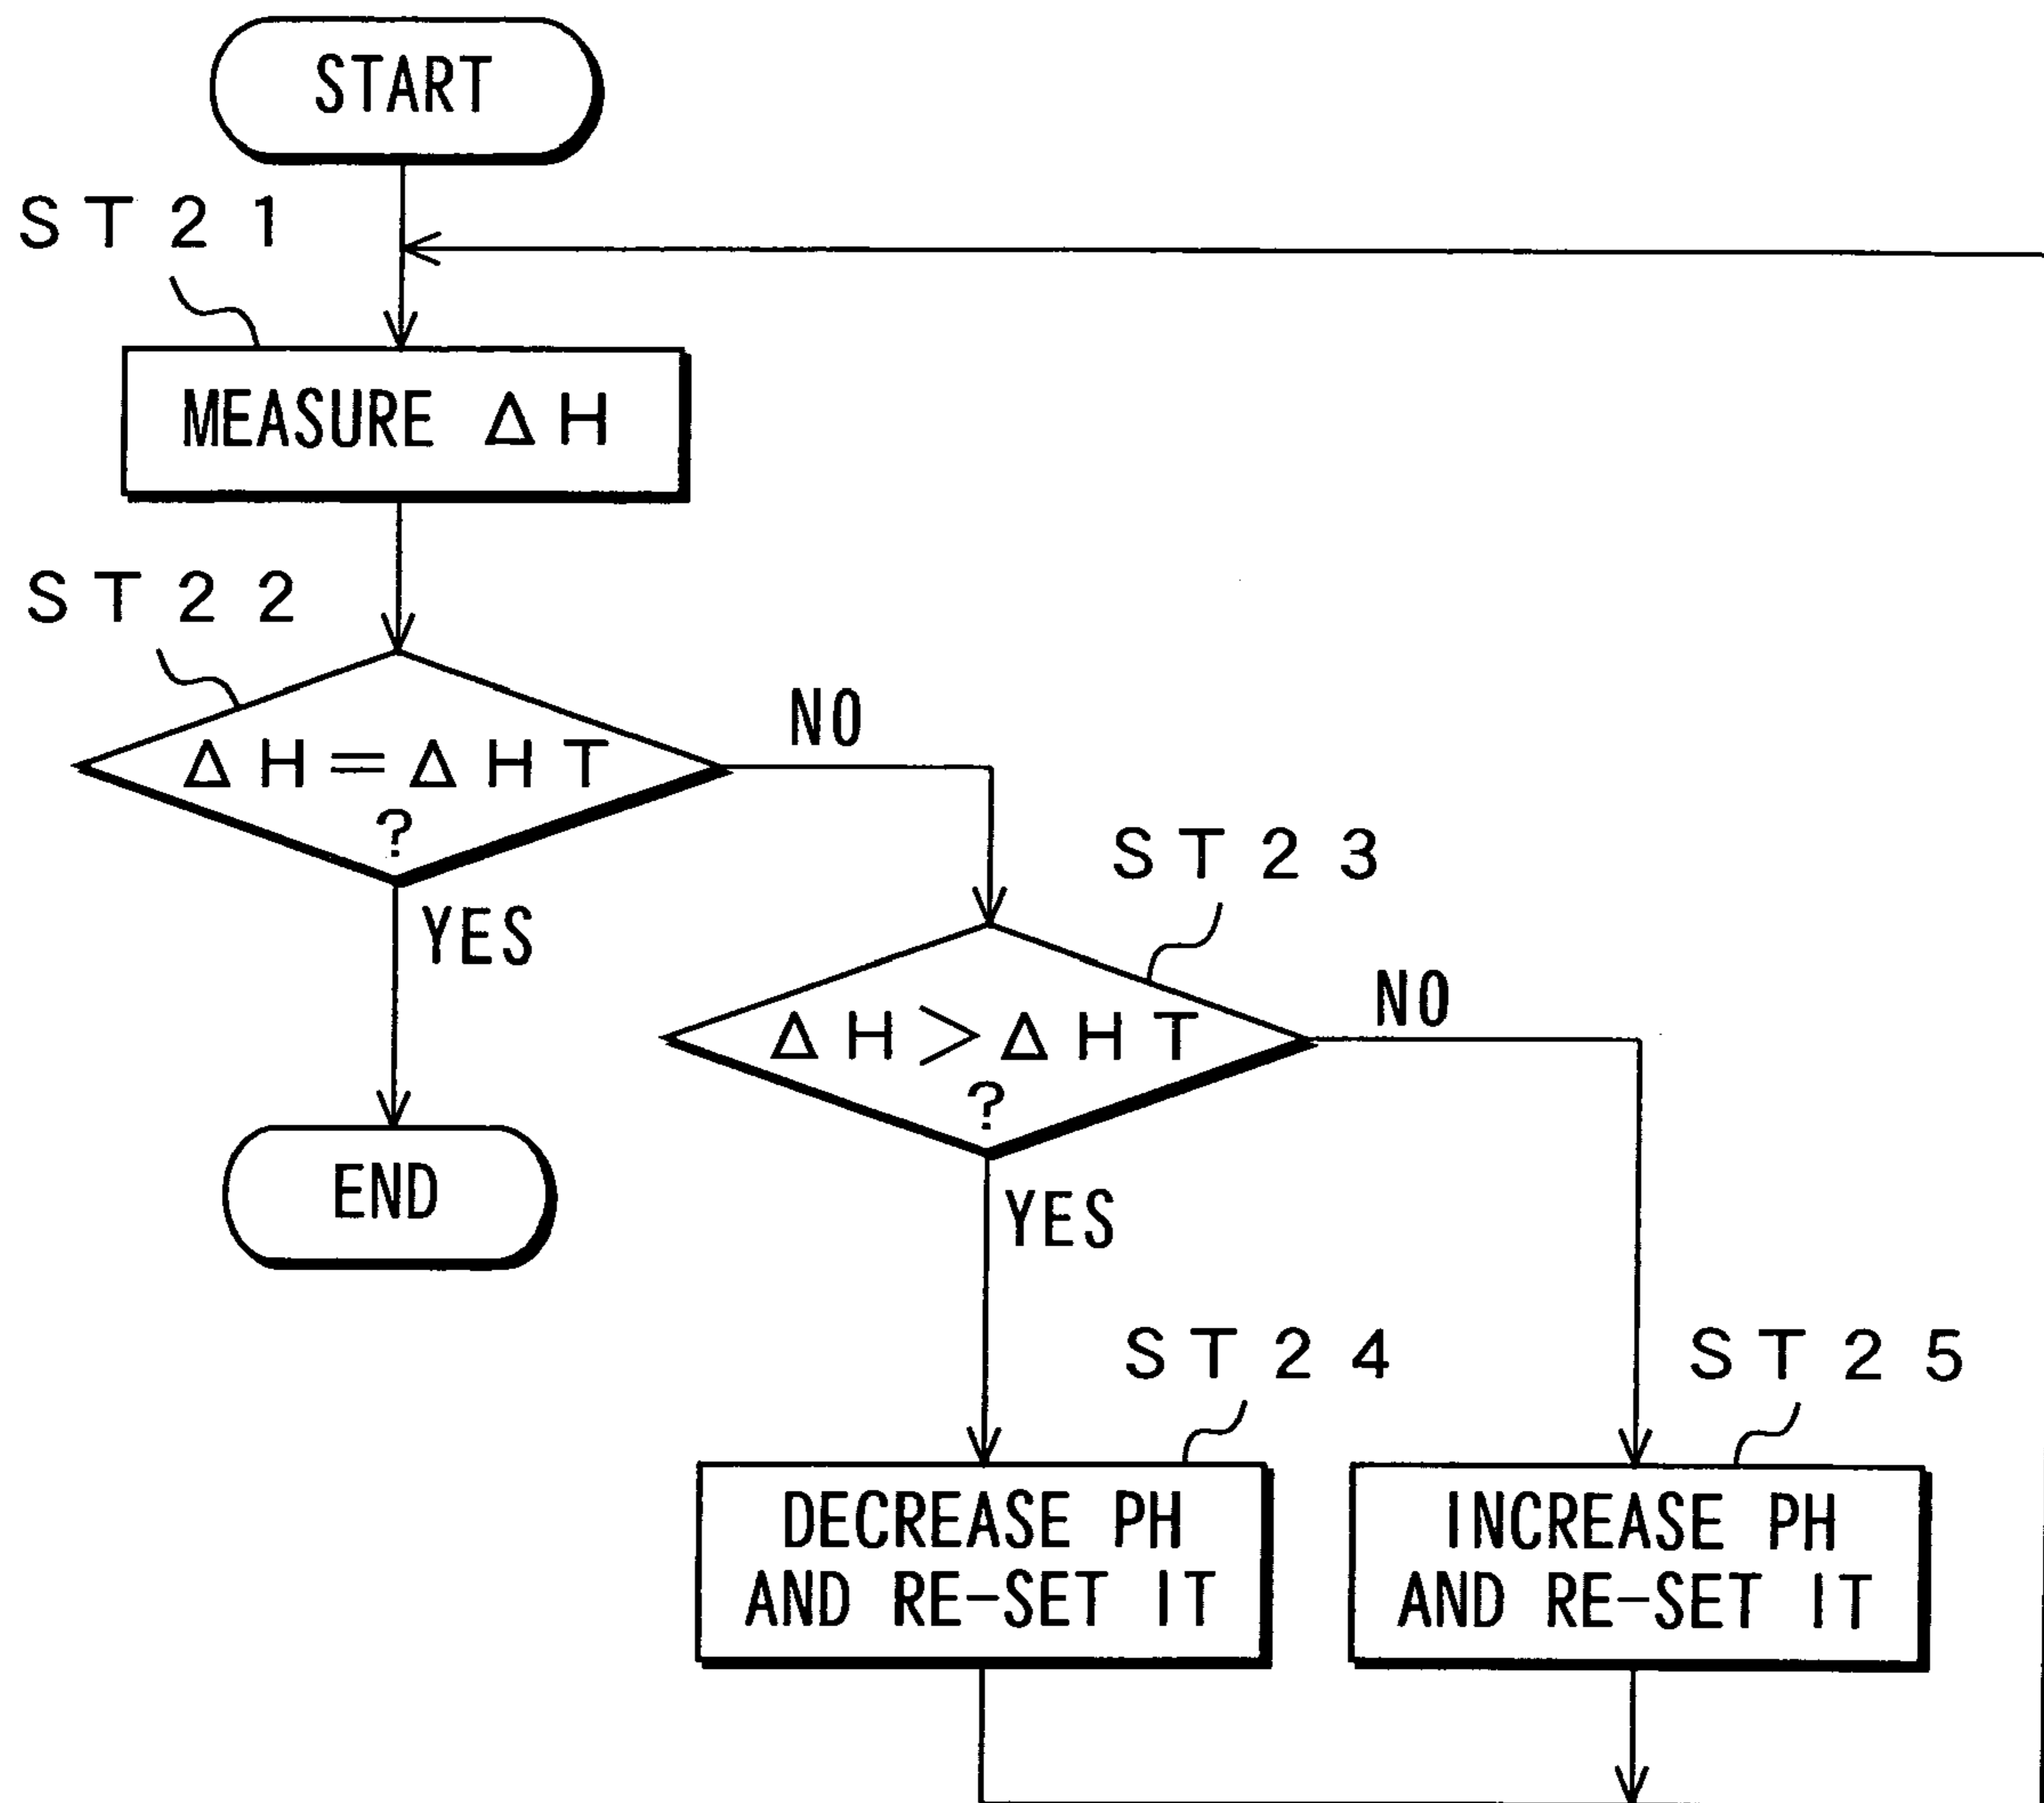 START
ST21
MEASURE ΔH
ST22
ΔH=ΔHT
?
NO
YES
ST23
ΔH>ΔHT
?
NO
YES
END
ST24
ST25
DECREASE PH
AND RE-SET IT
INCREASE PH
AND RE-SET IT